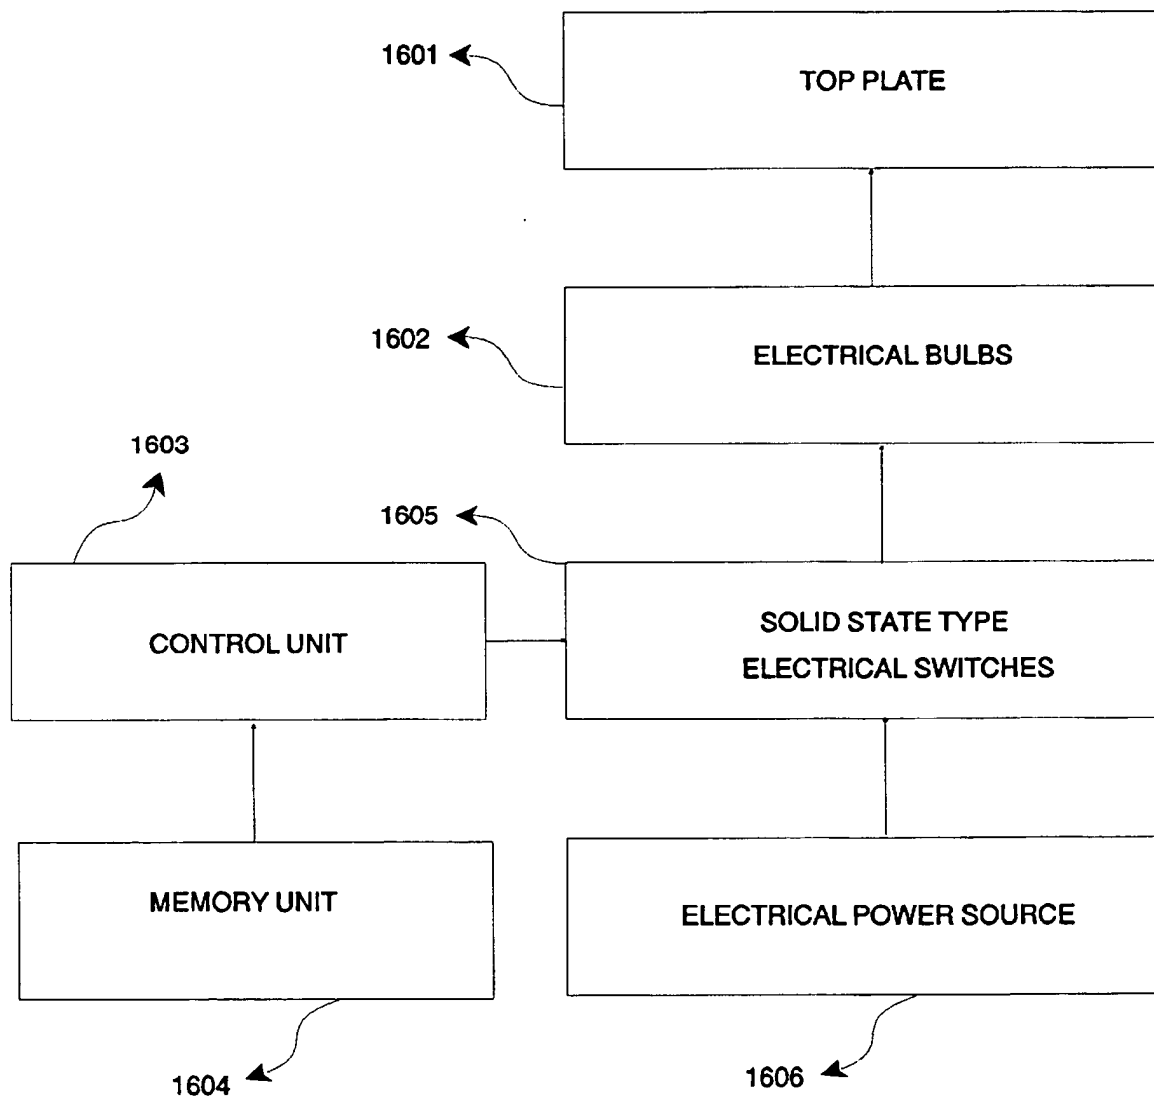 1601
TOP PLATE
1602
ELECTRICAL BULBS
1603
1605
CONTROL UNIT
SOLID STATE TYPE
ELECTRICAL SWITCHES
MEMORY UNIT
ELECTRICAL POWER SOURCE
1604
1606